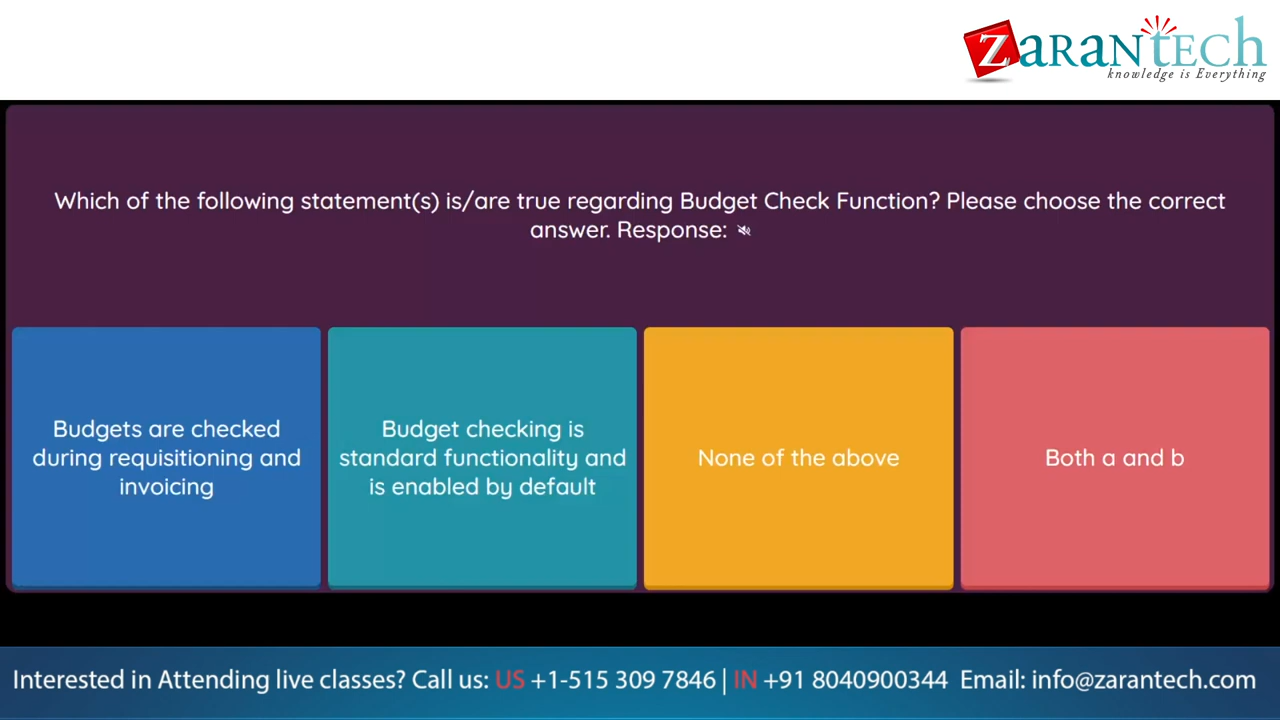 ZARANTECH
knowledge is Everything
Which of the following statement(s) is/are true regarding Budget Check Function? Please choose the correct
answer. Response:
Budgets are checked
during requisitioning and
invoicing
Budget checking is
standard functionality and
is enabled by default
None of the above
Both a and b
Interested in Attending live classes? Call us: US +1-515 309 7846 | IN +91 8040900344 Email: info@zarantech.com